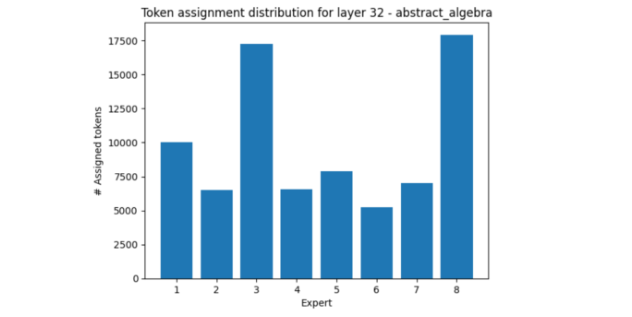 Token assignment distribution for layer 32 - abstract_algebra
17500
15000
12500
10000
7500
5000
2500
0
# Assigned tokens
1 2 3 4 5 6 7 8
Expert